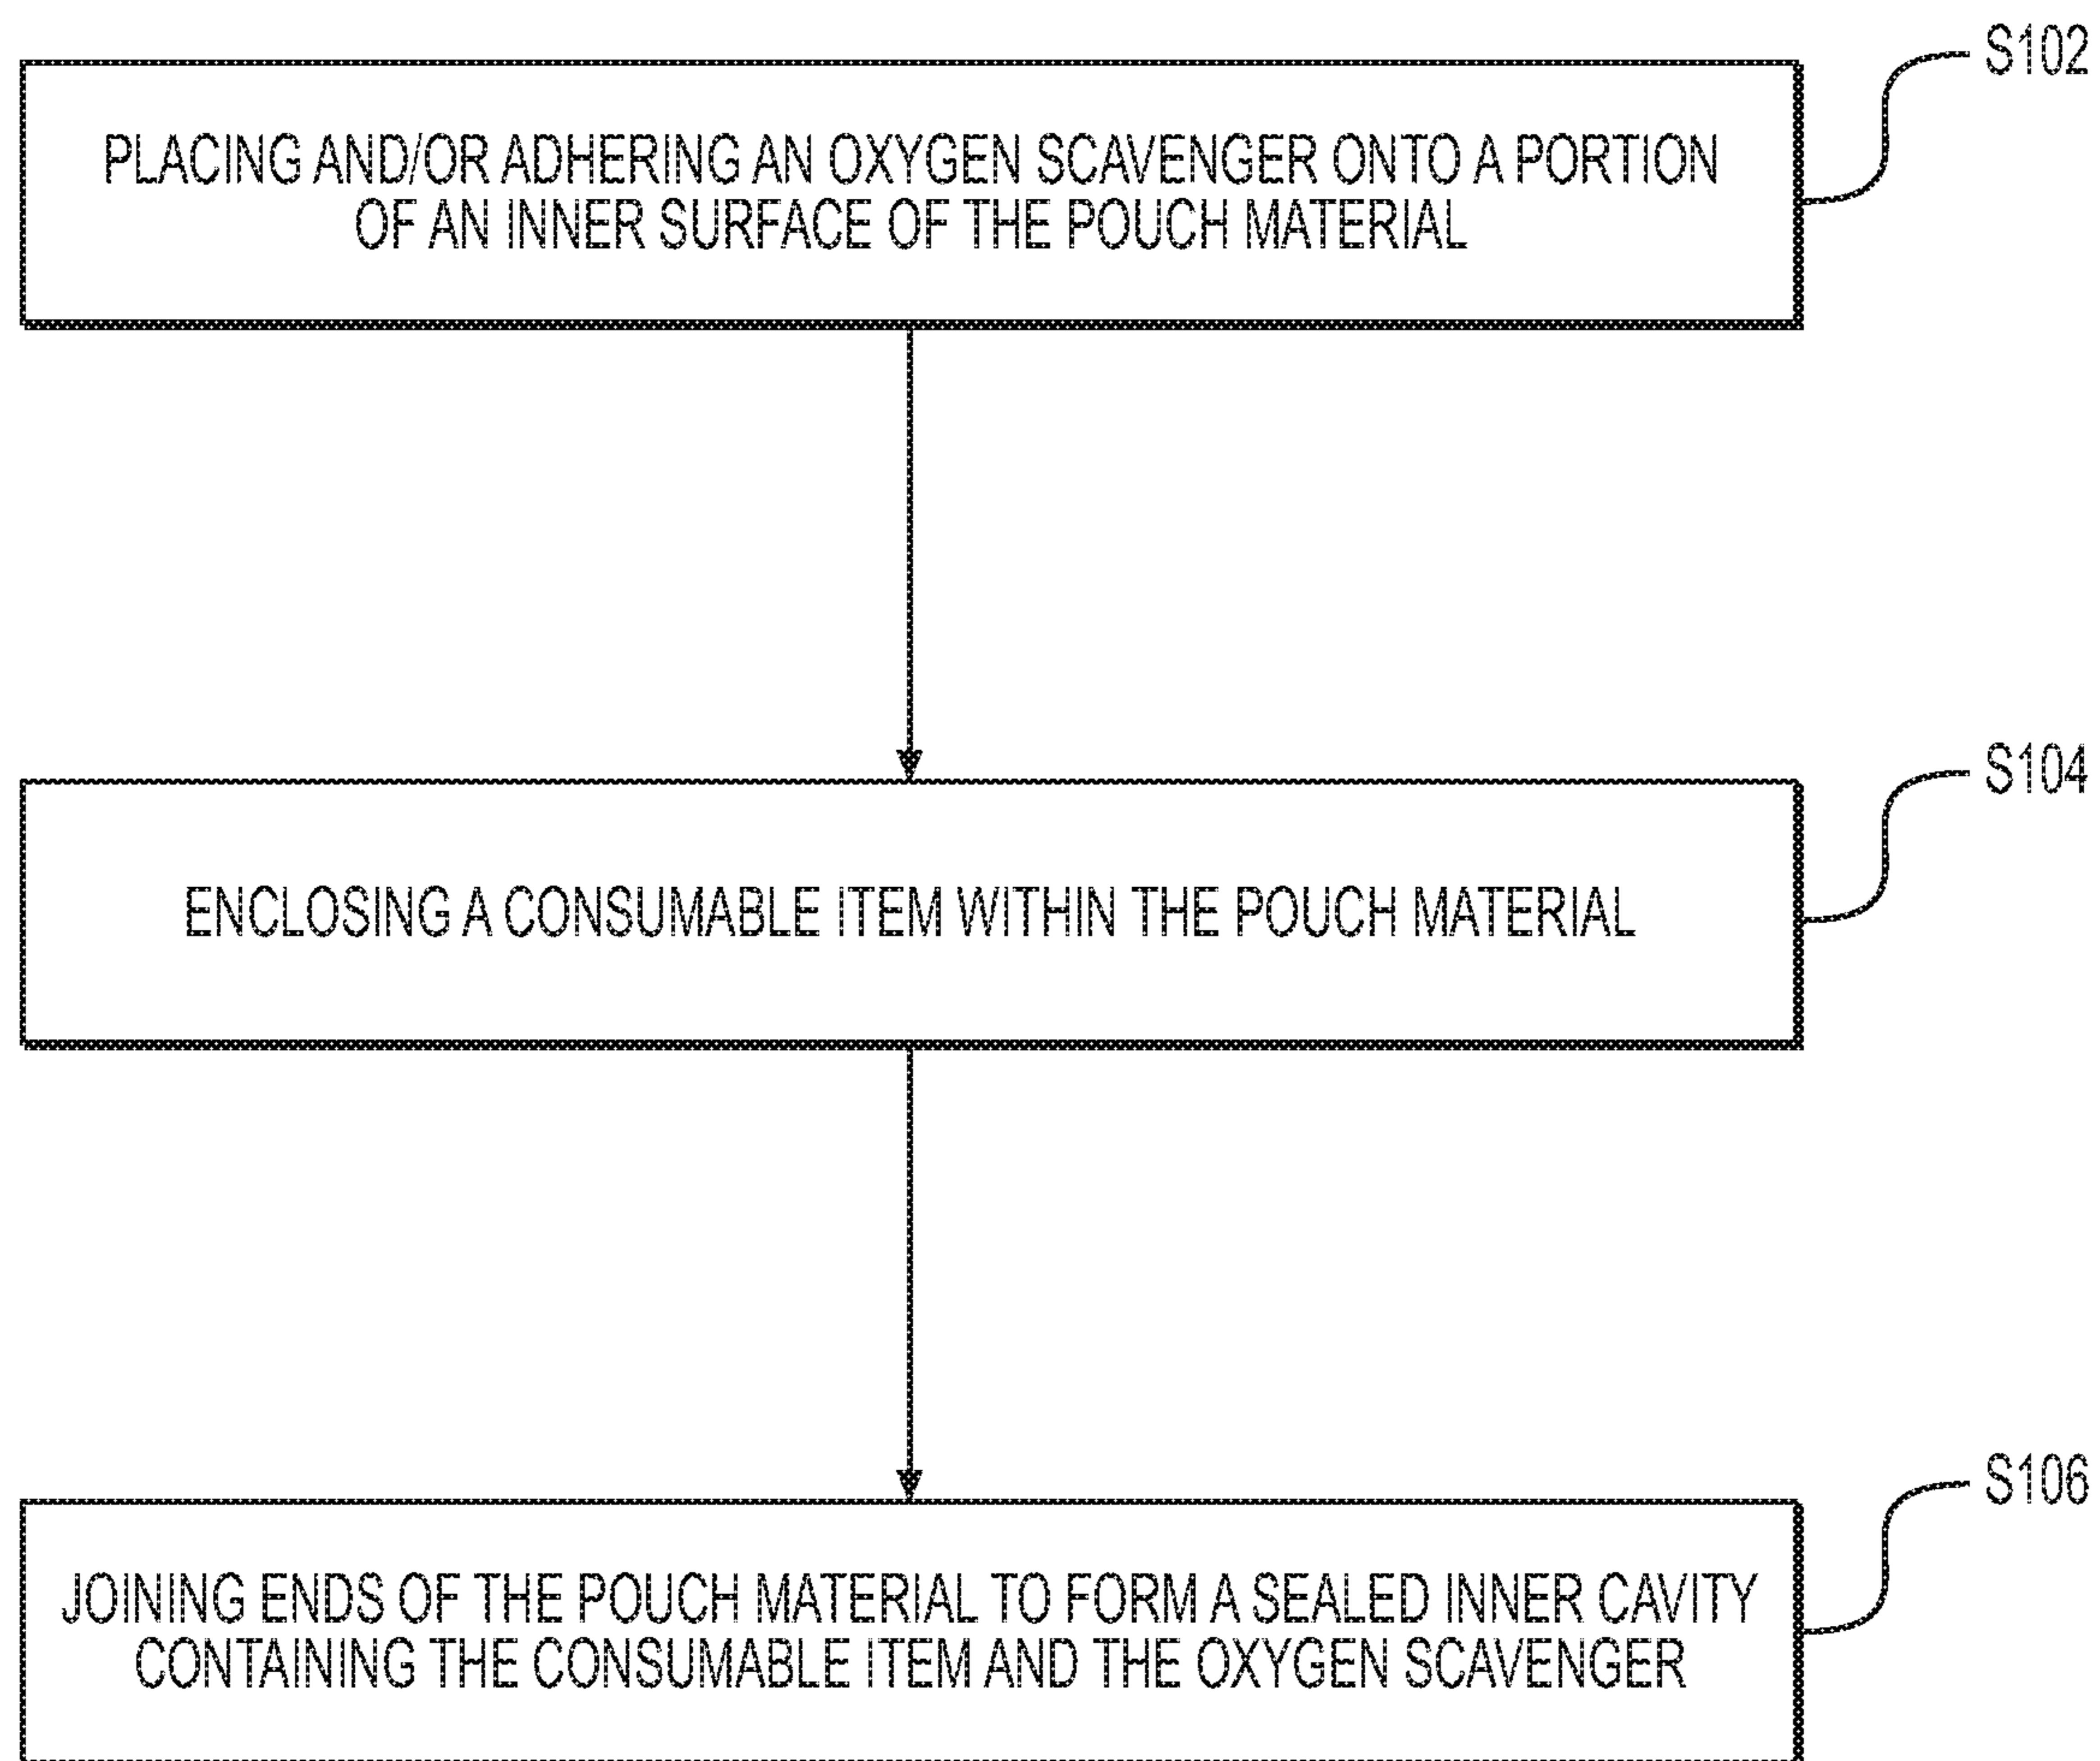 S102
PLACING AND/OR ADHERING AN OXYGEN SCAVENGER ONTO A PORTION
OF AN INNER SURFACE OF THE POUCH MATERIAL
S104
ENCLOSING A CONSUMABLE ITEM WITHIN THE POUCH MATERIAL
S106
JOINING ENDS OF THE POUCH MATERIAL TO FORM A SEALED INNER CAVITY
CONTAINING THE CONSUMABLE ITEM AND THE OXYGEN SCAVENGER